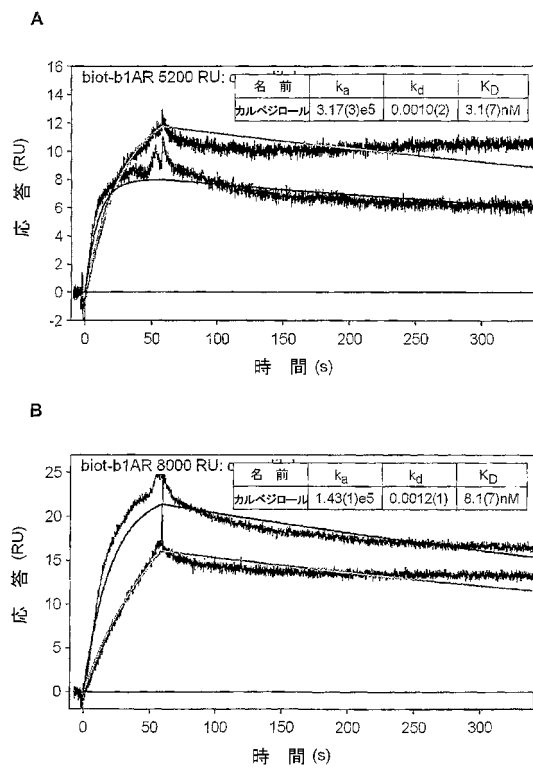 A
biot-b1AR 5200 RU:
名 前 ka kd KD
カルベジロール 3.17(3)e5 0.0010(2) 3.1(7)nM
応 答 (RU)
16
14
12
10
8
6
4
2
0
-2
0 50 100 150 200 250 300
時 間 (s)
B
biot-b1AR 8000 RU:
名 前 ka kd KD
カルベジロール 1.43(1)e5 0.0012(1) 8.1(7)nM
応 答 (RU)
25
20
15
10
5
0
0 50 100 150 200 250 300
時 間 (s)